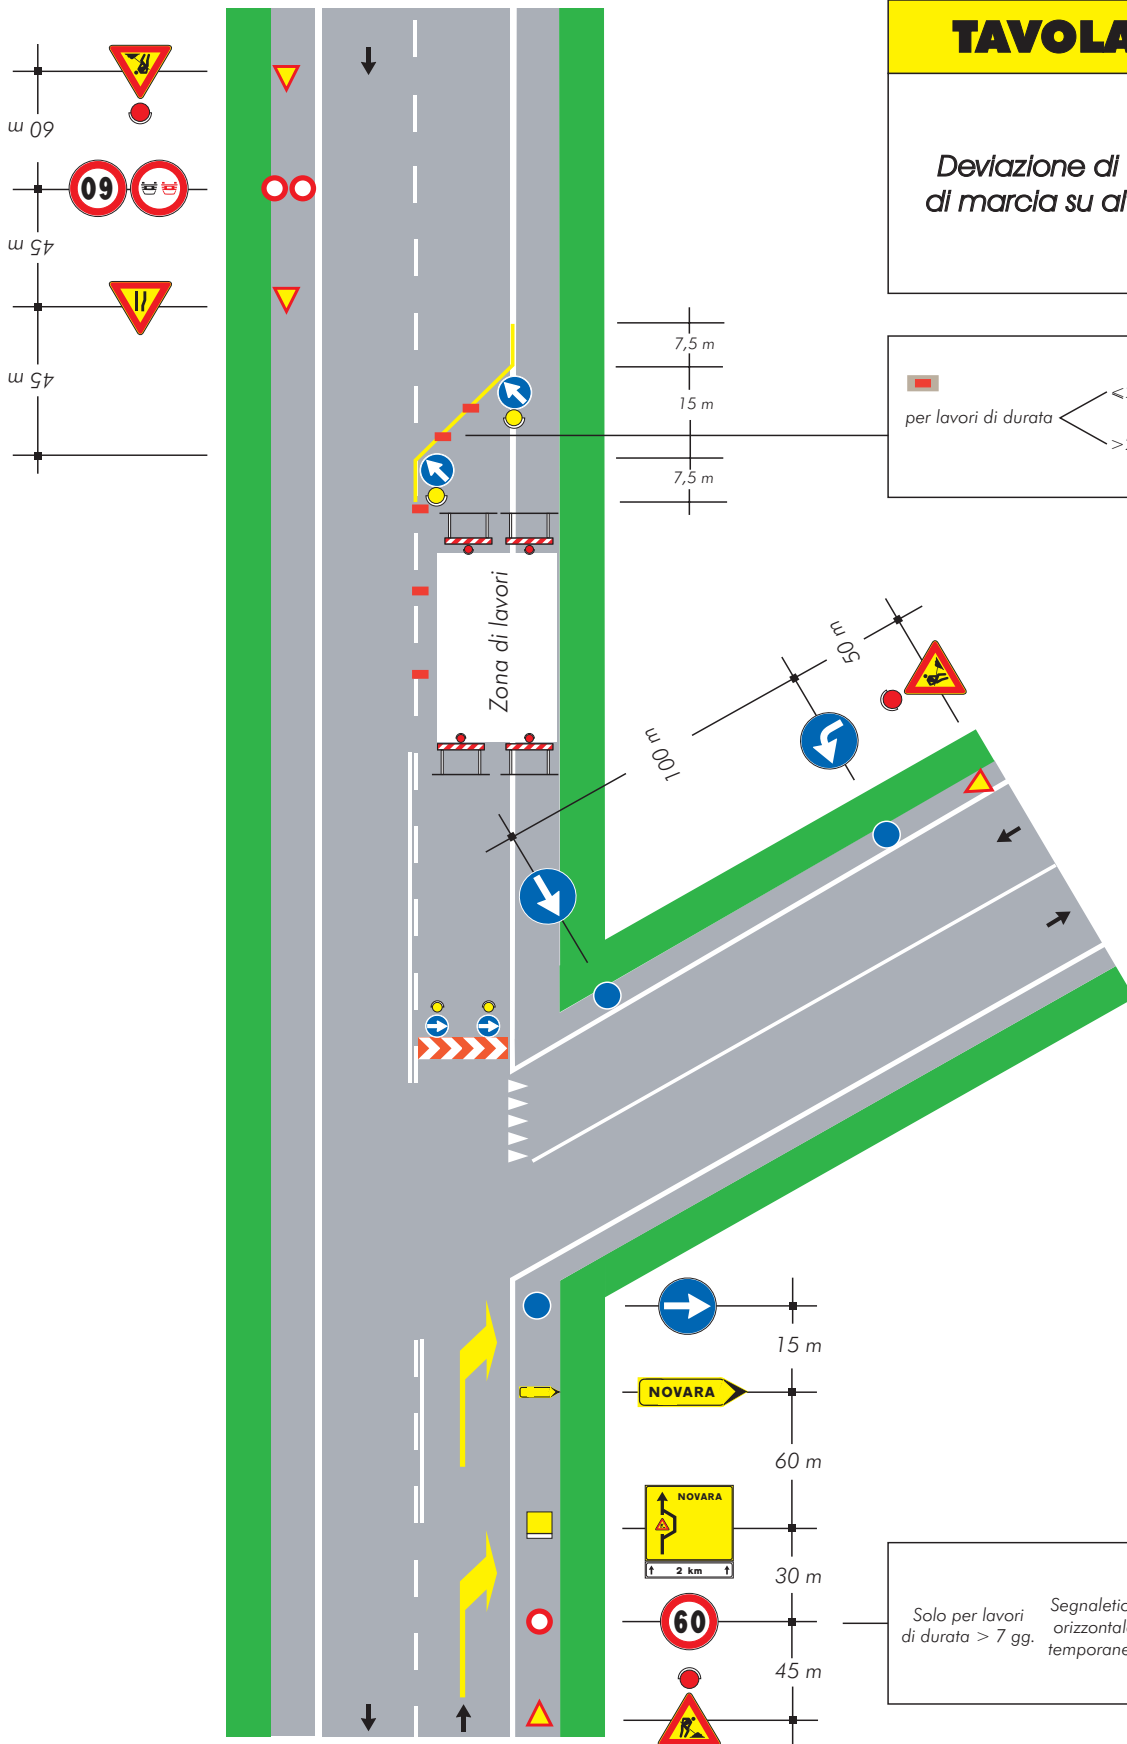 TAVOLA
Deviazione di
di marcia su al
60 m
60
45 m
45 m
7,5 m
15 m
7,5 m
per lavori di durata
Zona di lavori
50 m
100 m
15 m
NOVARA
60 m
NOVARA
2 km
30 m
60
45 m
Solo per lavori
di durata > 7 gg.
Segnaletic
orizzontal
temporane